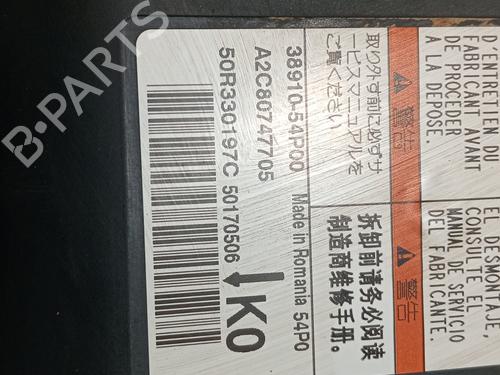 38910-54P00 Made in Romania 54P0
A2C80747705
50R330197C 50170506 K0
取り外す前に必ずサ
ービスマニュアルを
ご覧ください
警告
拆卸前请务必阅读
制造商维修手册。
警告
D'ENTRETIEN DU
FABRICANT AVANT
DE PROCÉDER
À LA DÉPOSE.
EL DESMONTAJE,
CONSULTE EL
MANUAL DE SERVICIO
DEL FABRICANTE.
B-PARTS